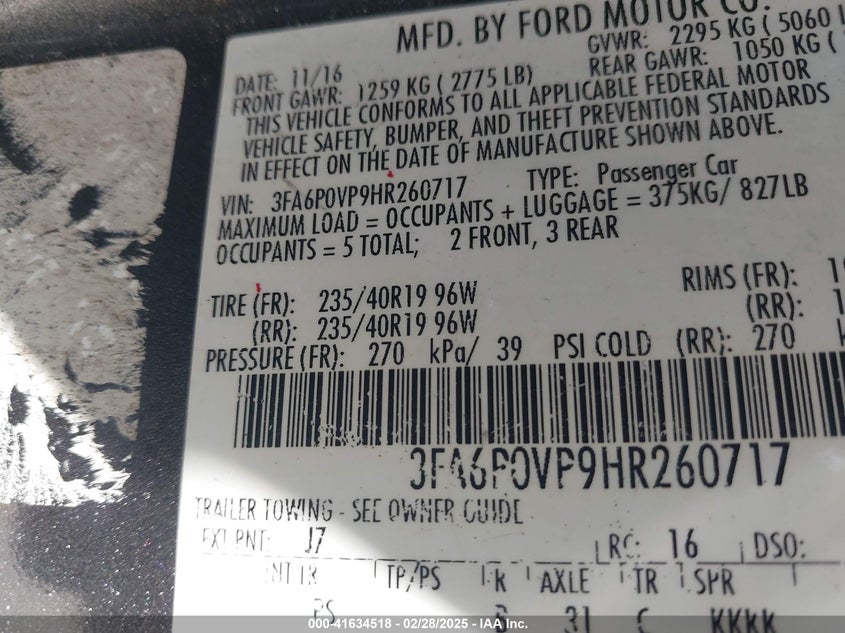 MFD. BY FORD MOTOR CO.
DATE: 11/16 GVWR: 2295 KG ( 5060 L
FRONT GAWR: 1259 KG ( 2775 LB) REAR GAWR: 1050 KG (
THIS VEHICLE CONFORMS TO ALL APPLICABLE FEDERAL MOTOR
VEHICLE SAFETY, BUMPER, AND THEFT PREVENTION STANDARDS
IN EFFECT ON THE DATE OF MANUFACTURE SHOWN ABOVE.
VIN: 3FA6P0VP9HR260717 TYPE: Passenger Car
MAXIMUM LOAD = OCCUPANTS + LUGGAGE = 375KG/ 827LB
OCCUPANTS = 5 TOTAL; 2 FRONT, 3 REAR
TIRE (FR): 235/40R19 96W RIMS (FR):
(RR): 235/40R19 96W (RR):
PRESSURE (FR): 270 kPa/ 39 PSI COLD (RR): 270
3FA6P0VP9HR260717
TRAILER TOWING - SEE OWNER GUIDE
EXT PNT: J7 RC: 16 DSO:
INT TR TP/PS R AXLE TR SPR
PS 31 C KKkk
000-41634518 - 02/28/2025 - IAA Inc.